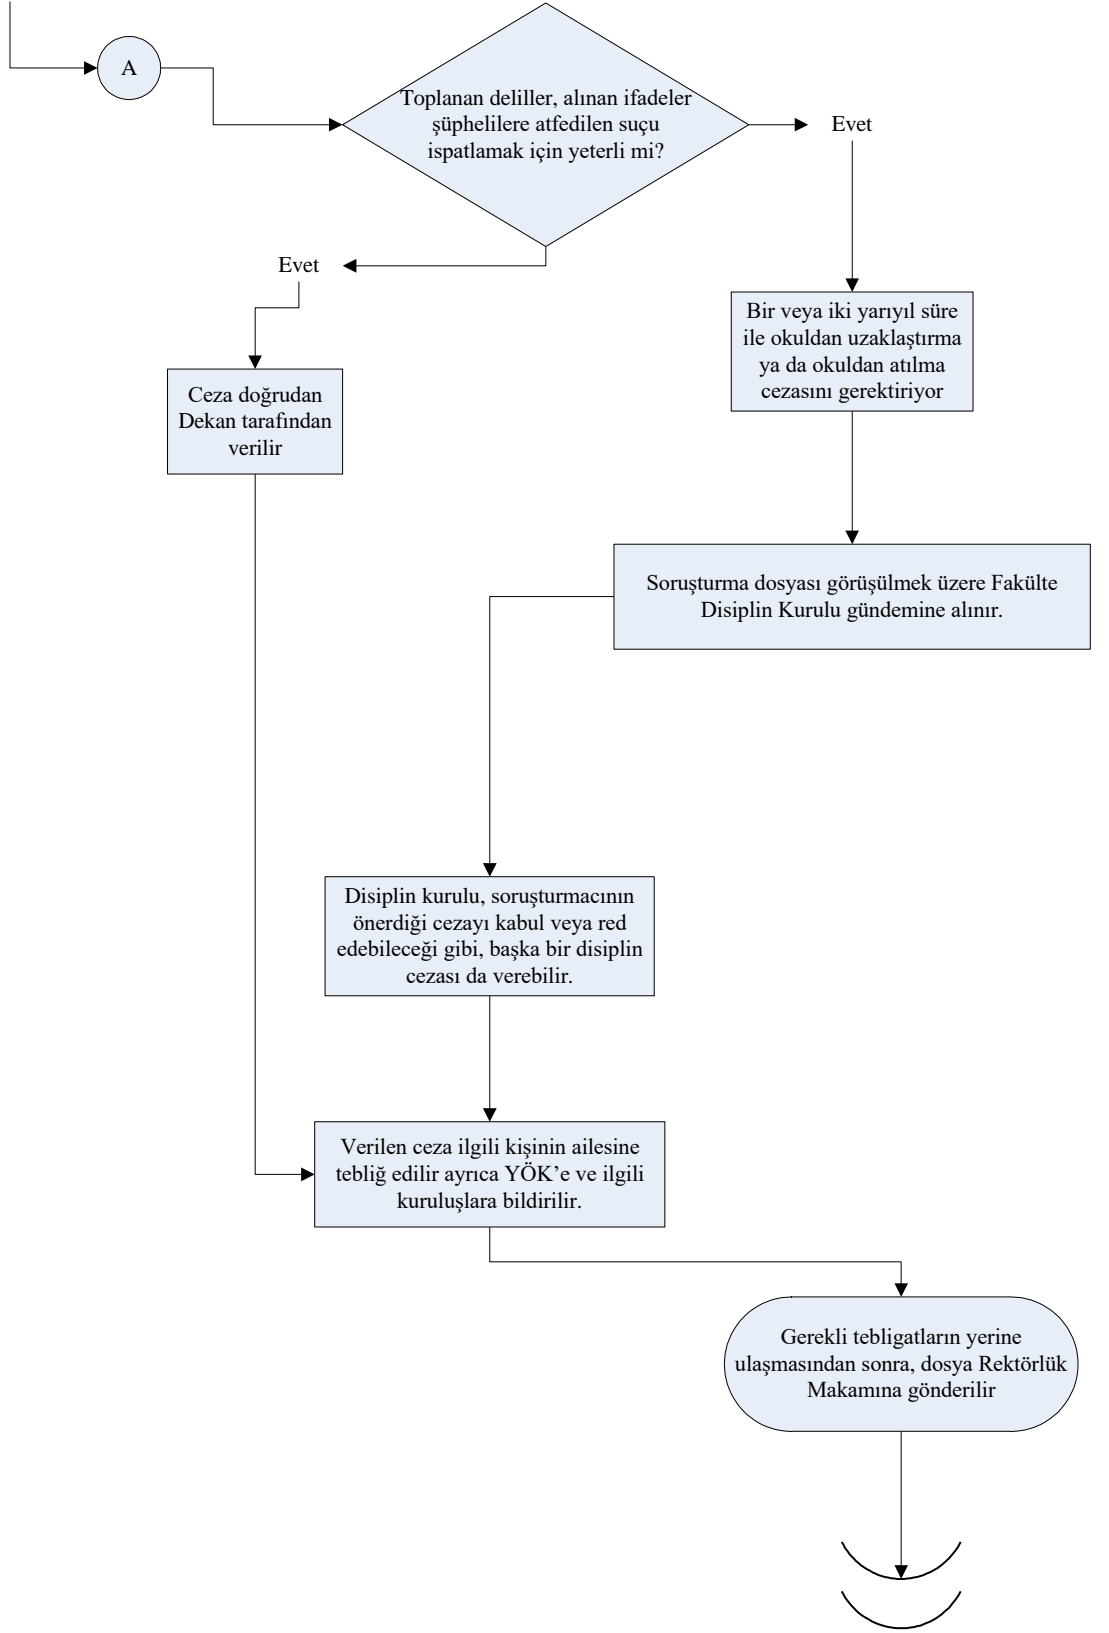 A
Toplanan deliller, alınan ifadeler
şüphelilere atfedilen suçu
ispatlamak için yeterli mi?
Evet
Evet
Bir veya iki yarıyıl süre
ile okuldan uzaklaştırma
ya da okuldan atılma
cezasını gerektiriyor
Ceza doğrudan
Dekan tarafından
verilir
Soruşturma dosyası görüşülmek üzere Fakülte
Disiplin Kurulu gündemine alınır.
Disiplin kurulu, soruşturmacının
önerdiği cezayı kabul veya red
edebileceği gibi, başka bir disiplin
cezası da verebilir.
Verilen ceza ilgili kişinin ailesine
tebliğ edilir ayrıca YÖK’e ve ilgili
kuruluşlara bildirilir.
Gerekli tebligatların yerine
ulaşmasından sonra, dosya Rektörlük
Makamına gönderilir